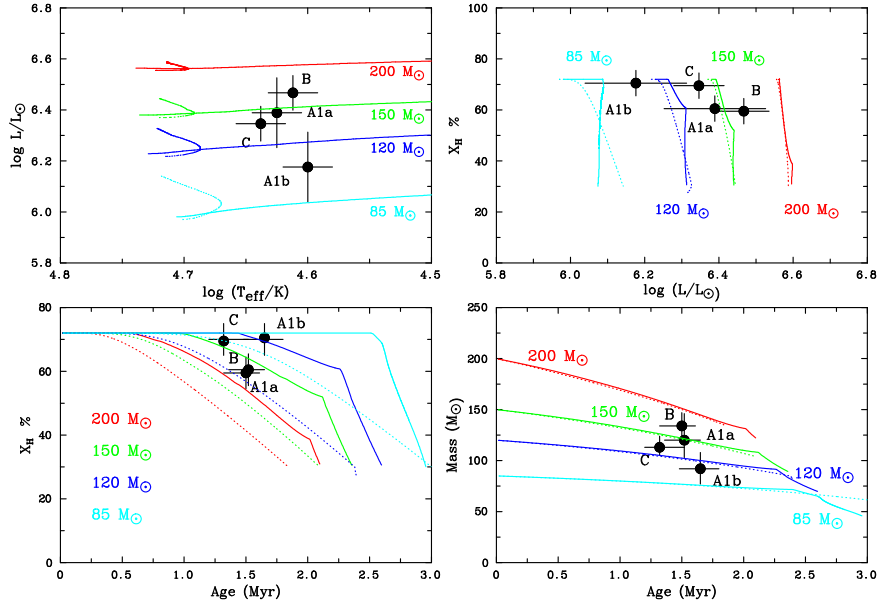 6.8
6.6
6.4
6.2
6.0
5.8
log L/L⊙
200 M⊙
B
A1a
150 M⊙
C
120 M⊙
A1b
85 M⊙
4.8
4.7
4.6
4.5
log (Teff/K)
100
80
60
40
20
0
XH %
85 M⊙
150 M⊙
C
B
A1b
A1a
120 M⊙
200 M⊙
5.8
6.0
6.2
6.4
6.6
6.8
log (L/L⊙)
80
60
40
20
0
XH %
C
A1b
B
A1a
200 M⊙
150 M⊙
120 M⊙
85 M⊙
0
0.5
1.0
1.5
2.0
2.5
3.0
Age (Myr)
250
200
150
100
50
0
Mass (M⊙)
200 M⊙
150 M⊙
B
A1a
C
120 M⊙
A1b
85 M⊙
0
0.5
1.0
1.5
2.0
2.5
3.0
Age (Myr)